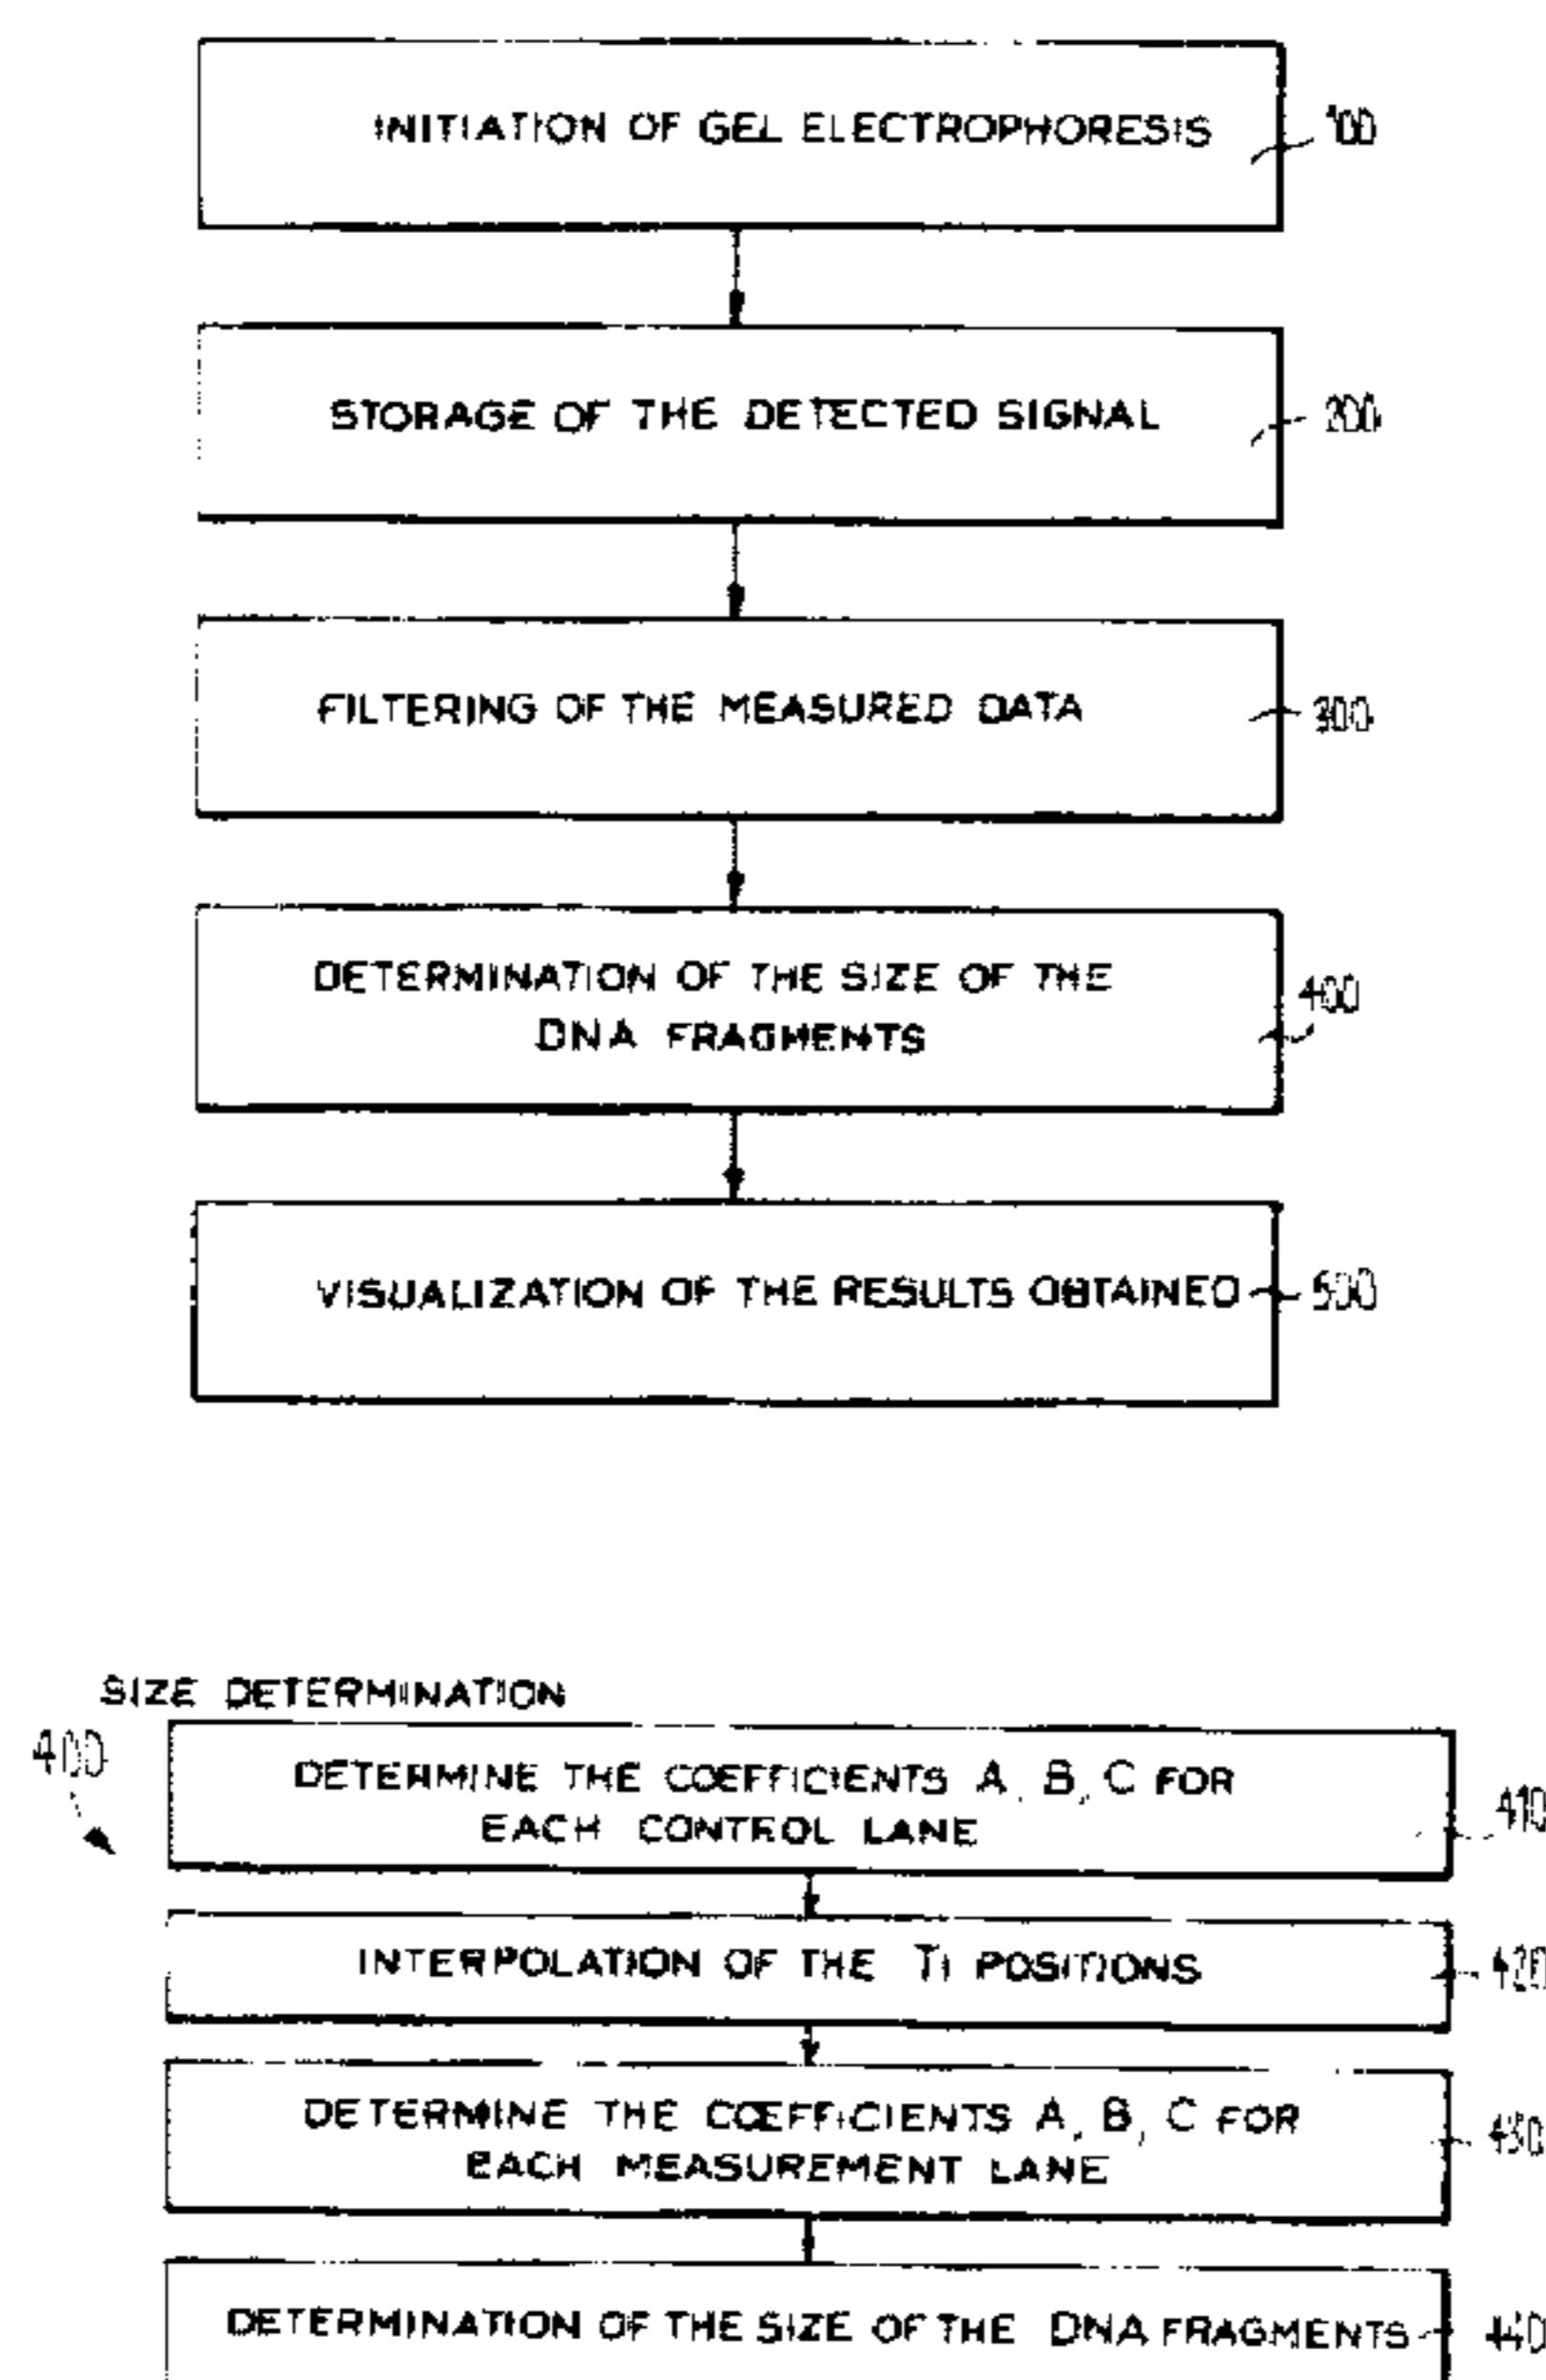 INITIATION OF GEL ELECTROPHORESIS
100
STORAGE OF THE DETECTED SIGNAL
200
FILTERING OF THE MEASURED DATA
300
DETERMINATION OF THE SIZE OF THE
DNA FRAGMENTS
400
VISUALIZATION OF THE RESULTS OBTAINED
500
SIZE DETERMINATION
400
DETERMINE THE COEFFICIENTS A, B, C FOR
EACH CONTROL LANE
410
INTERPOLATION OF THE Ti POSITIONS
420
DETERMINE THE COEFFICIENTS A, B, C FOR
EACH MEASUREMENT LANE
430
DETERMINATION OF THE SIZE OF THE DNA FRAGMENTS
440